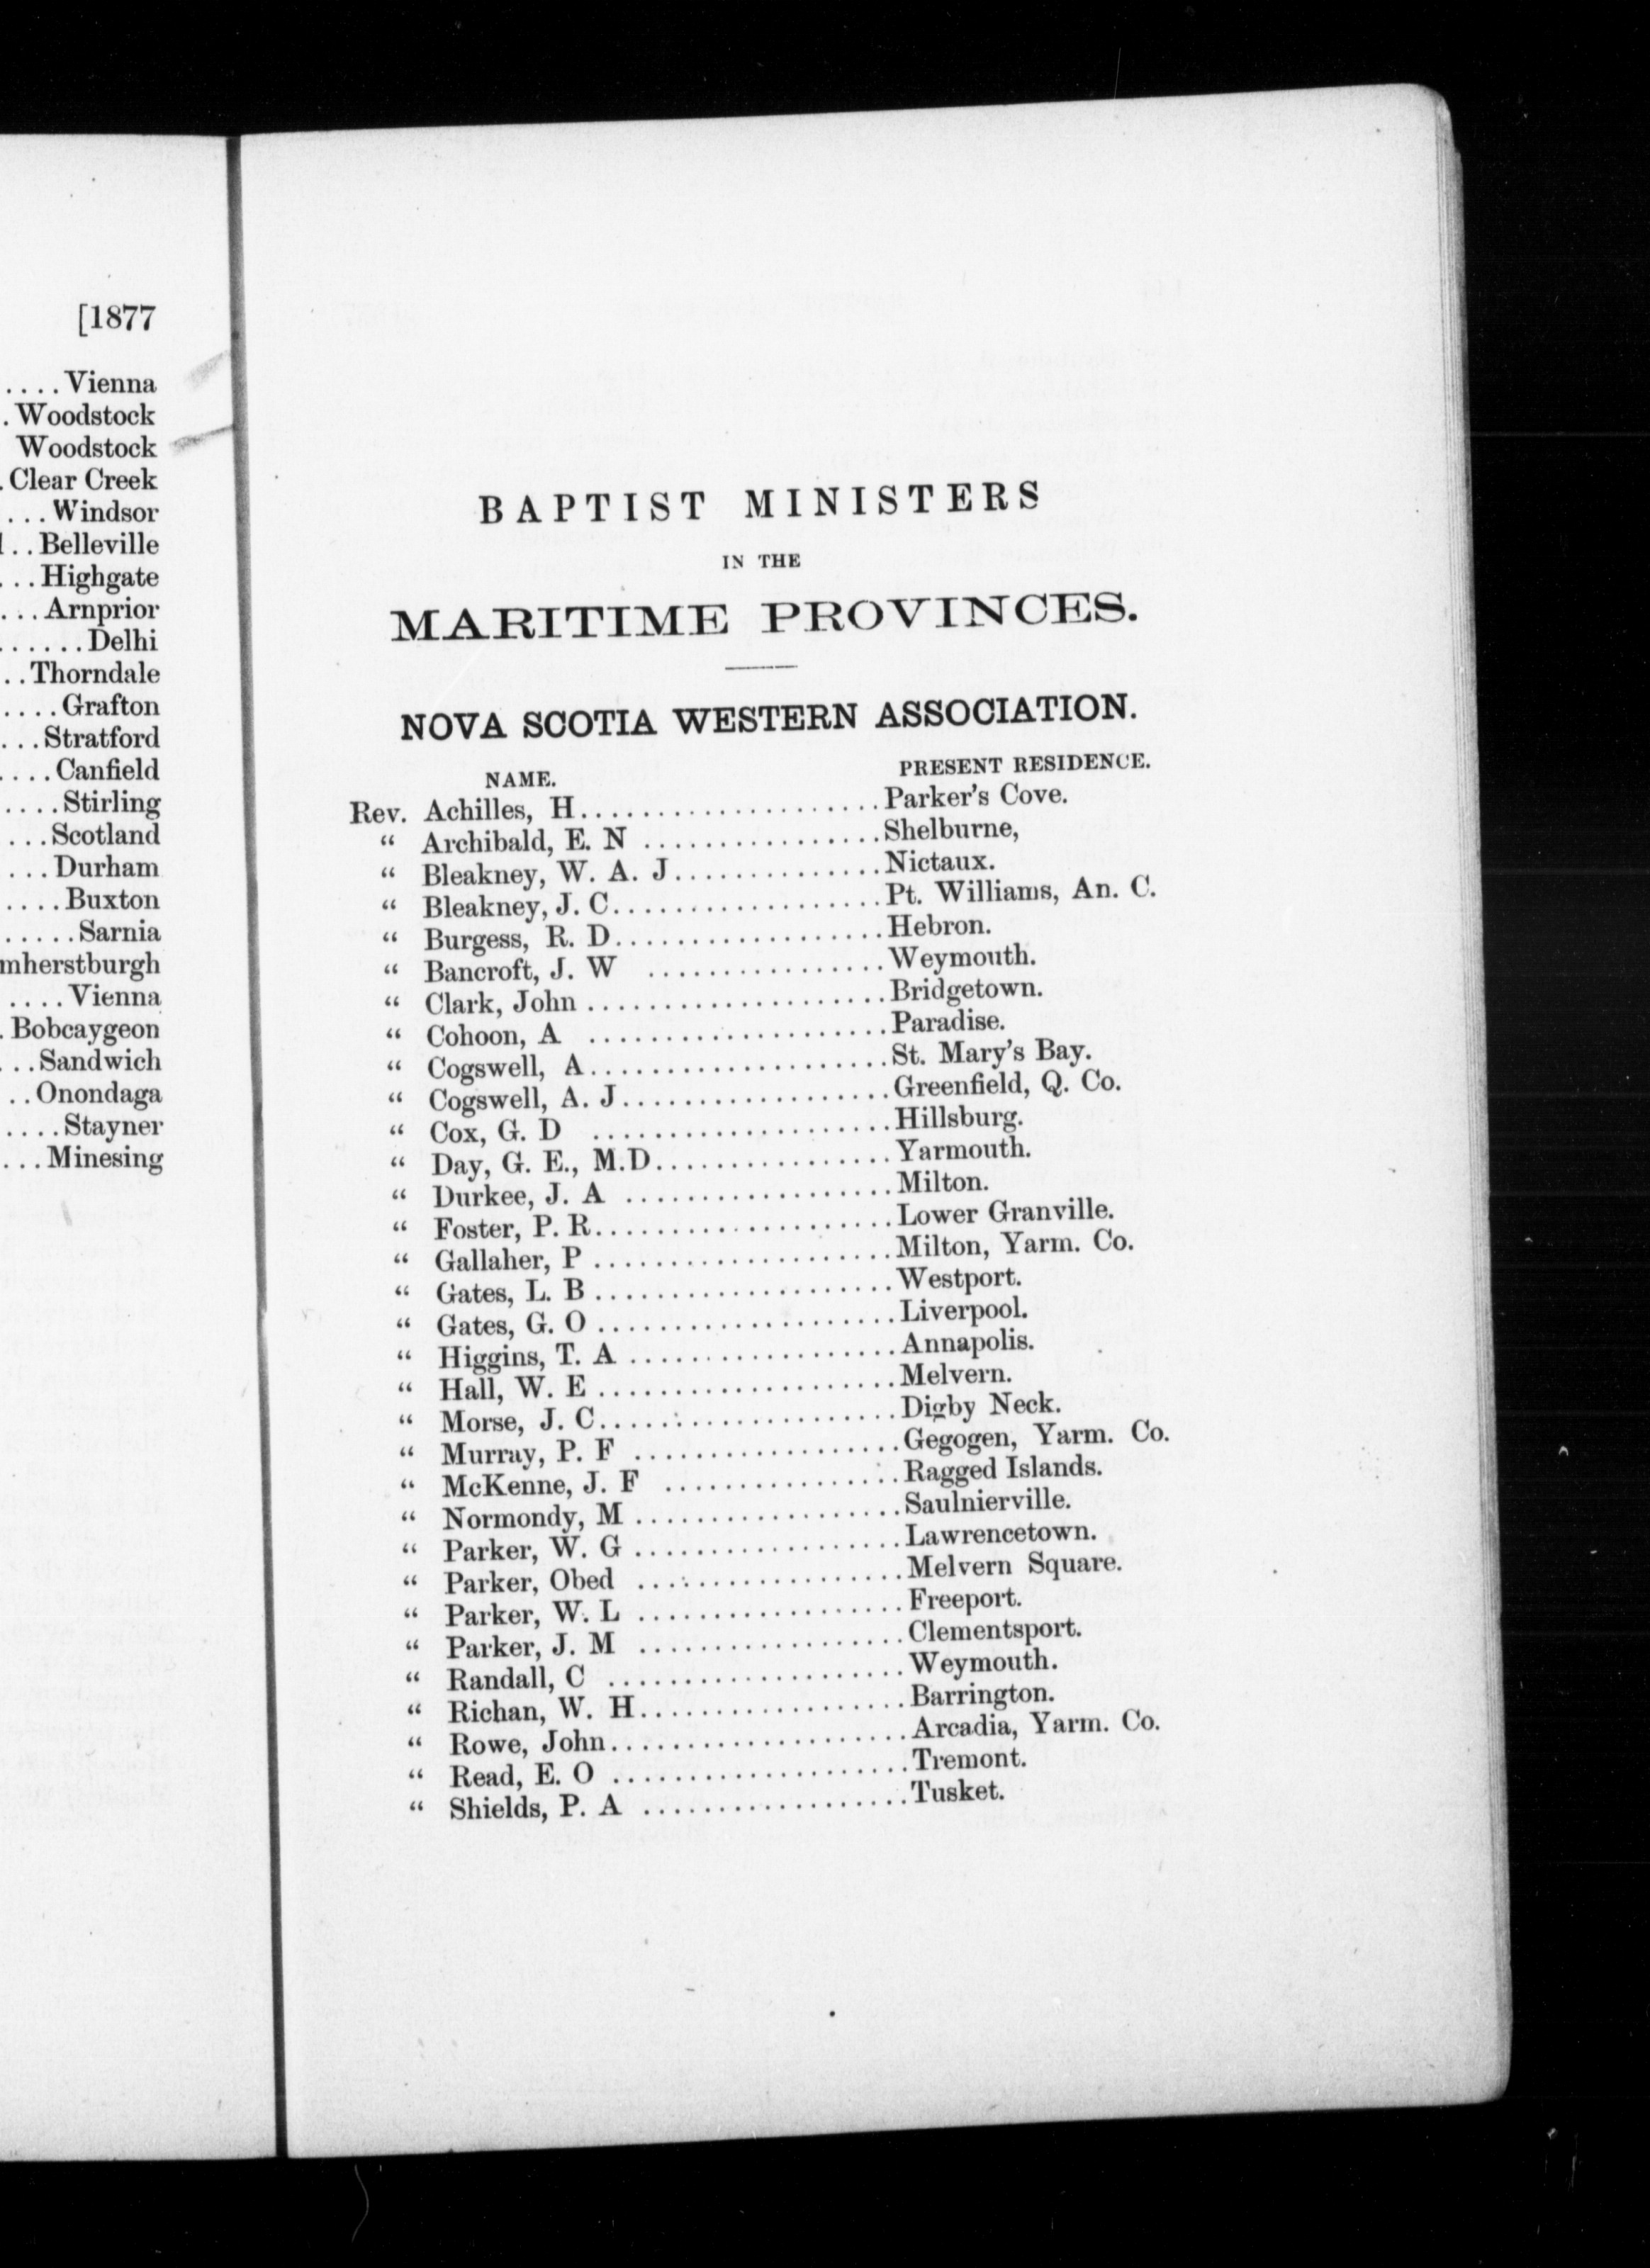 [1877
....Vienna
.Woodstock
Woodstock
.Clear Creek
...Windsor
..Belleville
...Highgate
...Arnprior
......Delhi
..Thorndale
....Grafton
...Stratford
....Canfield
....Stirling
...Scotland
...Durham
....Buxton
.....Sarnia
mherstburgh
....Vienna
.Bobcaygeon
...Sandwich
..Onondaga
....Stayner
...Minesing
BAPTIST MINISTERS
IN THE
MARITIME PROVINCES.
NOVA SCOTIA WESTERN ASSOCIATION.
NAME. PRESENT RESIDENCE.
Rev. Achilles, H....................Parker's Cove.
“ Archibald, E. N ................Shelburne,
“ Bleakney, W. A. J..............Nictaux.
“ Bleakney, J. C..................Pt. Williams, An. C.
“ Burgess, R. D..................Hebron.
“ Bancroft, J. W ................Weymouth.
“ Clark, John ....................Bridgetown.
“ Cohoon, A ....................Paradise.
“ Cogswell, A....................St. Mary's Bay.
“ Cogswell, A. J..................Greenfield, Q. Co.
“ Cox, G. D ....................Hillsburg.
“ Day, G. E., M.D................Yarmouth.
“ Durkee, J. A ..................Milton.
“ Foster, P. R....................Lower Granville.
“ Gallaher, P ....................Milton, Yarm. Co.
“ Gates, L. B ....................Westport.
“ Gates, G. O ....................Liverpool.
“ Higgins, T. A ..................Annapolis.
“ Hall, W. E ....................Melvern.
“ Morse, J. C....................Digby Neck.
“ Murray, P. F ..................Gegogen, Yarm. Co.
“ McKenne, J. F ................Ragged Islands.
“ Normondy, M ..................Saulnierville.
“ Parker, W. G ..................Lawrencetown.
“ Parker, Obed ..................Melvern Square.
“ Parker, W. L ..................Freeport.
“ Parker, J. M ..................Clementsport.
“ Randall, C ....................Weymouth.
“ Richan, W. H..................Barrington.
“ Rowe, John....................Arcadia, Yarm. Co.
“ Read, E. O ....................Tremont.
“ Shields, P. A ..................Tusket.